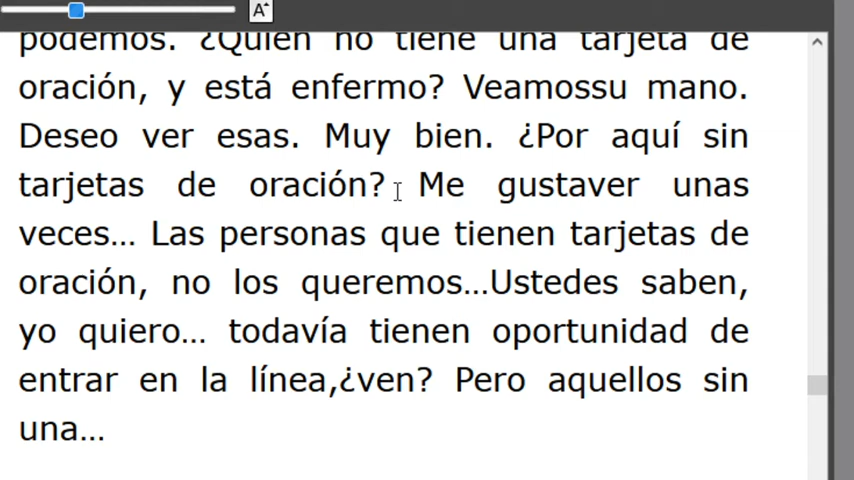 A
podemos. ¿Quién no tiene una tarjeta de
oración, y está enfermo? Veamossu mano.
Deseo ver esas. Muy bien. ¿Por aquí sin
tarjetas de oración? Me gustaver unas
veces... Las personas que tienen tarjetas de
oración, no los queremos...Ustedes saben,
yo quiero... todavía tienen oportunidad de
entrar en la línea,¿ven? Pero aquellos sin
una...